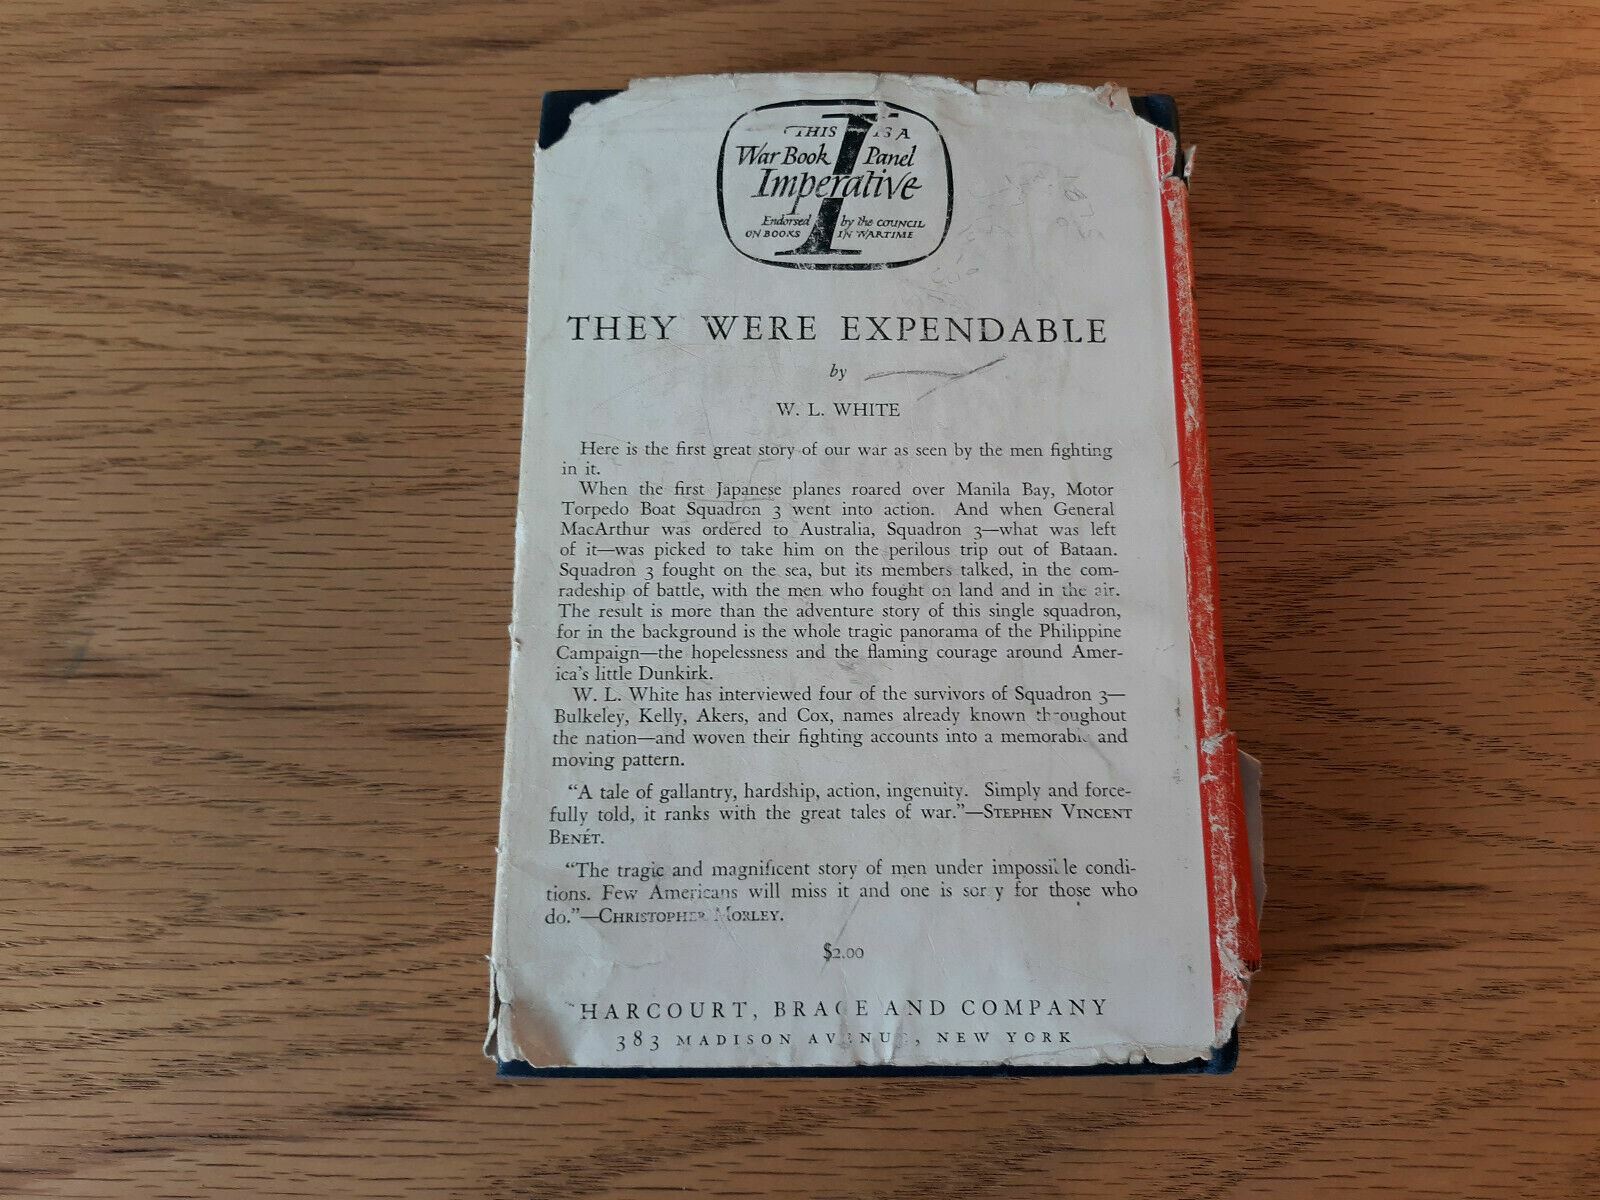 THIS IS A
War Book Panel
Imperative
Endorsed by the COUNCIL
ON BOOKS IN WARTIME
THEY WERE EXPENDABLE
by
W. L. WHITE
Here is the first great story of our war as seen by the men fighting
in it.
When the first Japanese planes roared over Manila Bay, Motor
Torpedo Boat Squadron 3 went into action. And when General
MacArthur was ordered to Australia, Squadron 3—what was left
of it—was picked to take him on the perilous trip out of Bataan.
Squadron 3 fought on the sea, but its members talked, in the com-
radeship of battle, with the men who fought on land and in the air.
The result is more than the adventure story of this single squadron,
for in the background is the whole tragic panorama of the Philippine
Campaign—the hopelessness and the flaming courage around Amer-
ica's little Dunkirk.
W. L. White has interviewed four of the survivors of Squadron 3—
Bulkeley, Kelly, Akers, and Cox, names already known throughout
the nation—and woven their fighting accounts into a memorable and
moving pattern.
"A tale of gallantry, hardship, action, ingenuity. Simply and force-
fully told, it ranks with the great tales of war."—STEPHEN VINCENT
BENÉT.
"The tragic and magnificent story of men under impossible condi-
tions. Few Americans will miss it and one is sorry for those who
do."—CHRISTOPHER MORLEY.
$2.00
HARCOURT, BRACE AND COMPANY
383 MADISON AVENUE, NEW YORK